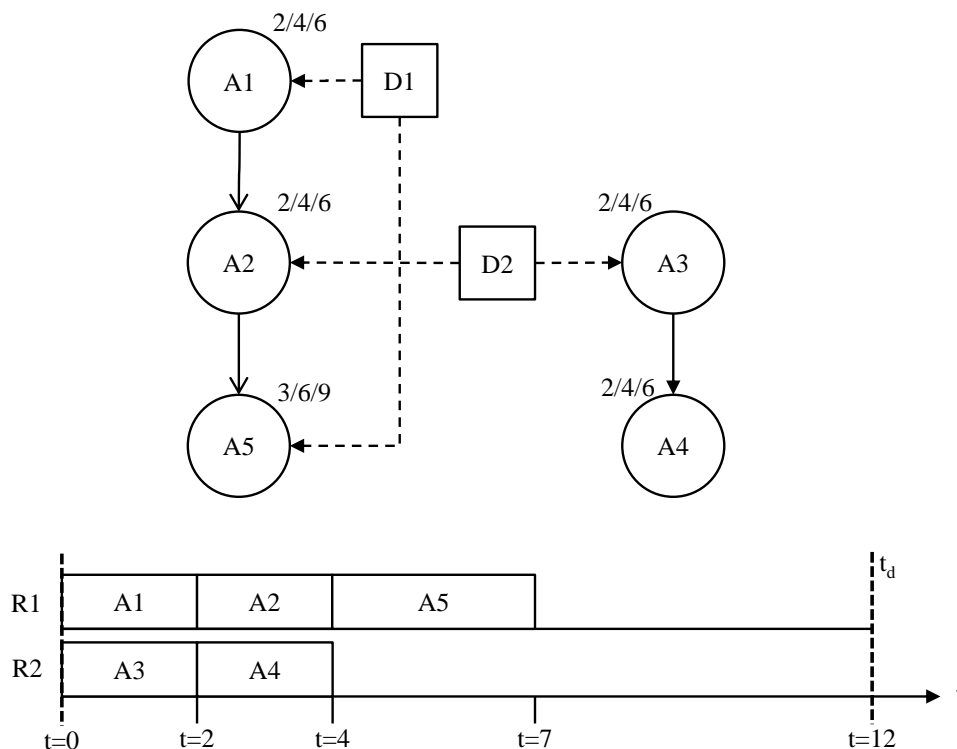 2/4/6
A1
D1
2/4/6
2/4/6
A2
D2
A3
3/6/9
2/4/6
A5
A4
t_d
R1
A1
A2
A5
R2
A3
A4
t=0
t=2
t=4
t=7
t=12